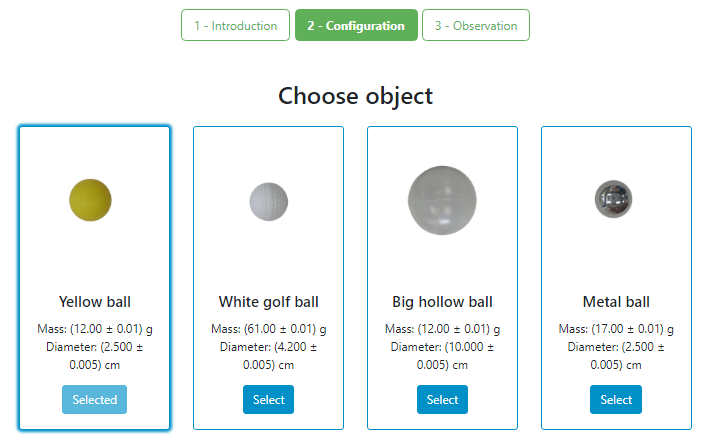 1 - Introduction
2 - Configuration
3 - Observation
Choose object
Yellow ball
Mass: (12.00 ± 0.01) g
Diameter: (2.500 ±
0.005) cm
Selected
White golf ball
Mass: (61.00 ± 0.01) g
Diameter: (4.200 ±
0.005) cm
Select
Big hollow ball
Mass: (12.00 ± 0.01) g
Diameter: (10.000 ±
0.005) cm
Select
Metal ball
Mass: (17.00 ± 0.01) g
Diameter: (2.500 ±
0.005) cm
Select